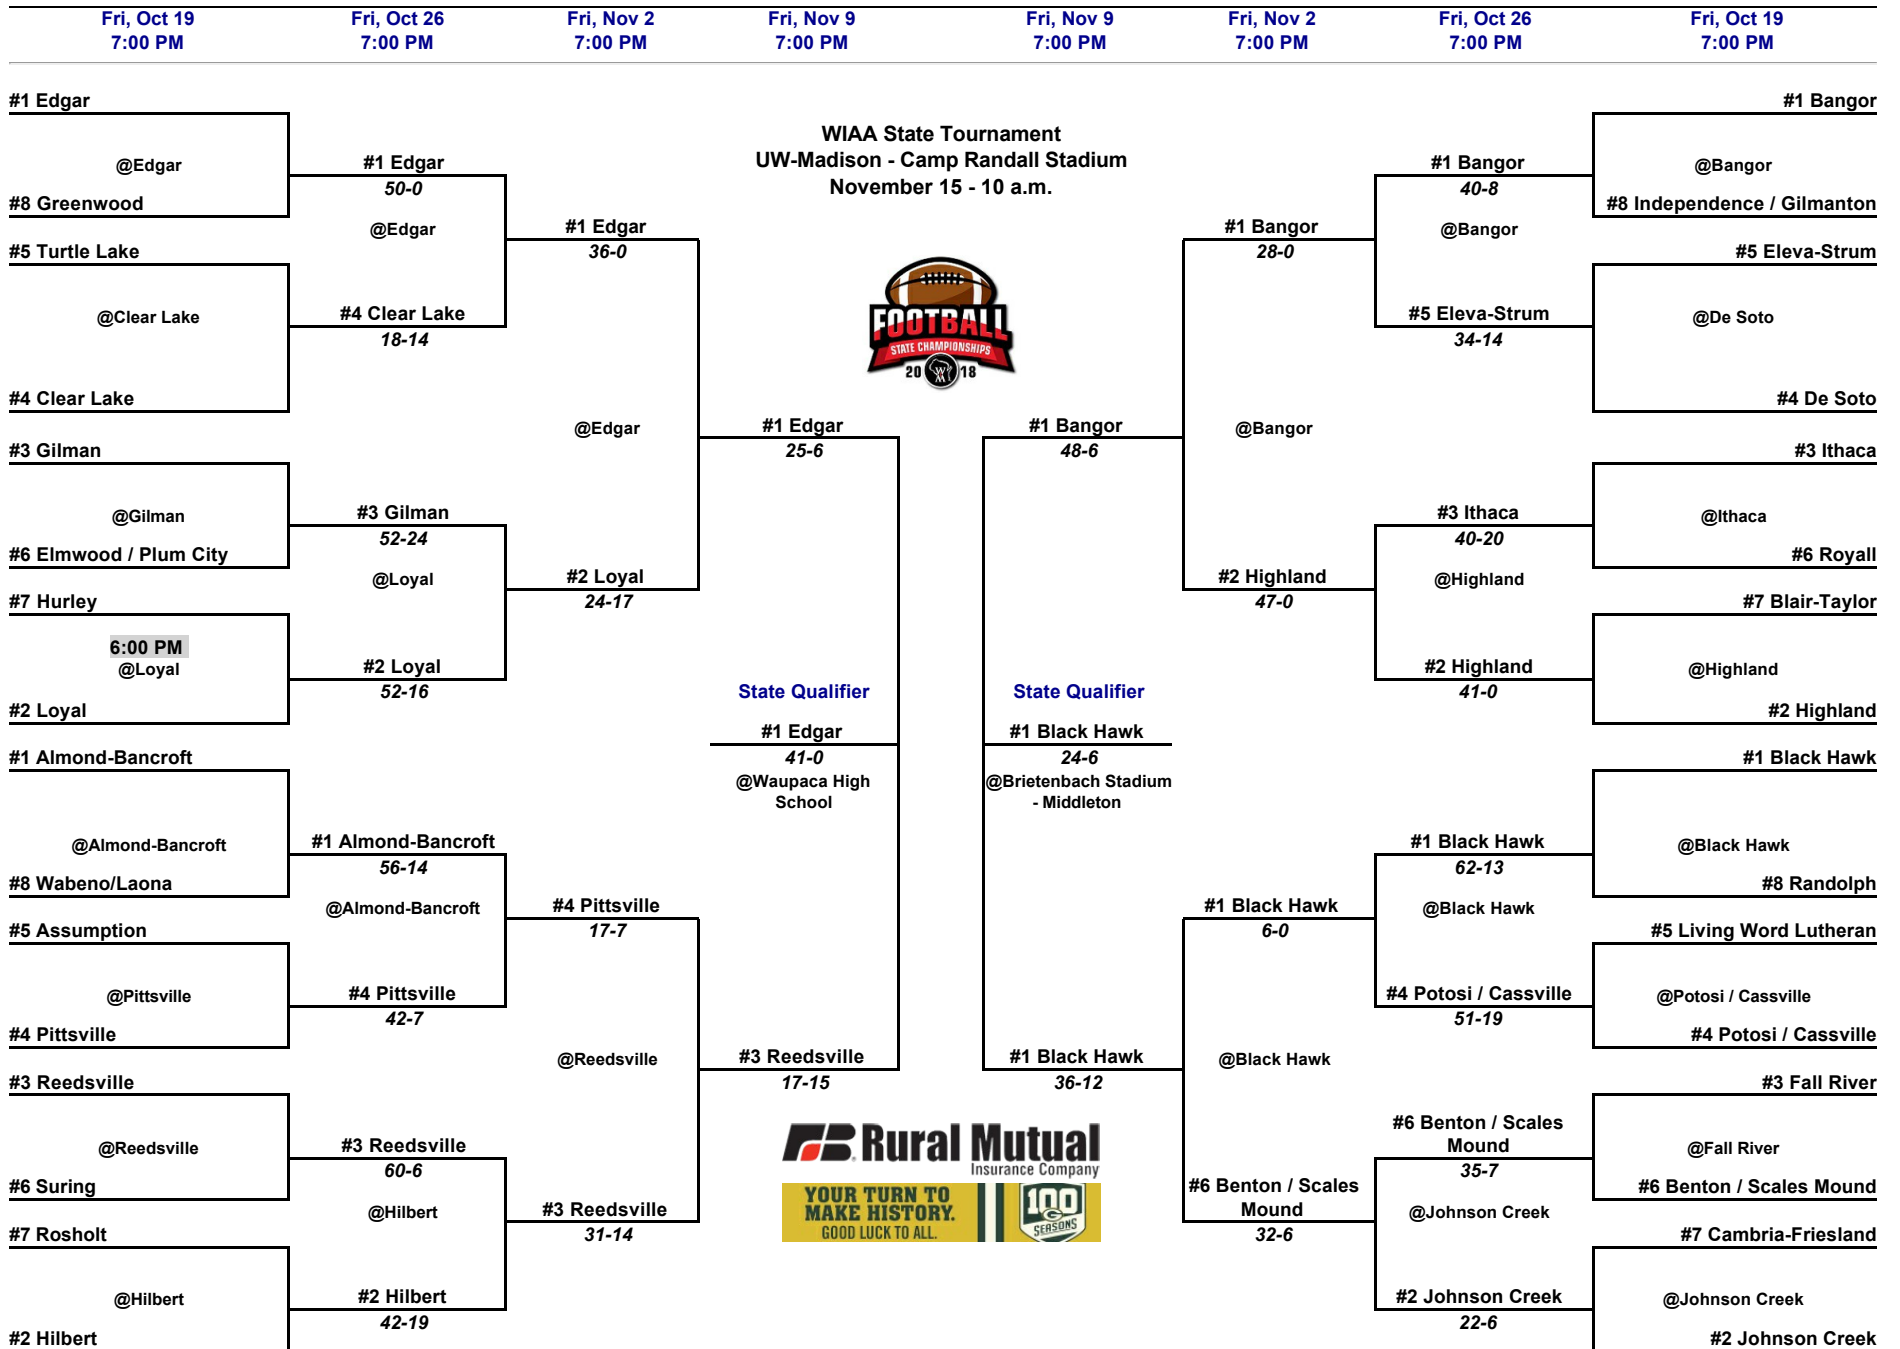 Fri, Oct 19
7:00 PM
Fri, Oct 26
7:00 PM
Fri, Nov 2
7:00 PM
Fri, Nov 9
7:00 PM
Fri, Nov 9
7:00 PM
Fri, Nov 2
7:00 PM
Fri, Oct 26
7:00 PM
Fri, Oct 19
7:00 PM
#1 Edgar
@Edgar
#8 Greenwood
#5 Turtle Lake
@Clear Lake
#4 Clear Lake
#3 Gilman
@Gilman
#6 Elmwood / Plum City
#7 Hurley
6:00 PM
@Loyal
#2 Loyal
#1 Almond-Bancroft
@Almond-Bancroft
#8 Wabeno/Laona
#5 Assumption
@Pittsville
#4 Pittsville
#3 Reedsville
@Reedsville
#6 Suring
#7 Rosholt
@Hilbert
#2 Hilbert
#1 Edgar
50-0
@Edgar
#4 Clear Lake
18-14
#3 Gilman
52-24
@Loyal
#2 Loyal
52-16
#1 Almond-Bancroft
56-14
@Almond-Bancroft
#4 Pittsville
42-7
#3 Reedsville
60-6
@Hilbert
#2 Hilbert
42-19
#1 Edgar
36-0
@Edgar
#2 Loyal
24-17
#4 Pittsville
17-7
@Reedsville
#3 Reedsville
31-14
#1 Edgar
25-6
State Qualifier
#1 Edgar
41-0
@Waupaca High
School
#3 Reedsville
17-15
WIAA State Tournament
UW-Madison - Camp Randall Stadium
November 15 - 10 a.m.
FOOTBALL
STATE CHAMPIONSHIPS
20 18
Rural Mutual
Insurance Company
YOUR TURN TO
MAKE HISTORY.
GOOD LUCK TO ALL.
100
G
SEASONS
#1 Bangor
48-6
State Qualifier
#1 Black Hawk
24-6
@Brietenbach Stadium
- Middleton
#1 Black Hawk
36-12
#1 Bangor
28-0
@Bangor
#2 Highland
47-0
#1 Black Hawk
6-0
@Black Hawk
#6 Benton / Scales
Mound
32-6
#1 Bangor
40-8
@Bangor
#5 Eleva-Strum
34-14
#3 Ithaca
40-20
@Highland
#2 Highland
41-0
#1 Black Hawk
62-13
@Black Hawk
#4 Potosi / Cassville
51-19
#6 Benton / Scales
Mound
35-7
@Johnson Creek
#2 Johnson Creek
22-6
#1 Bangor
@Bangor
#8 Independence / Gilmanton
#5 Eleva-Strum
@De Soto
#4 De Soto
#3 Ithaca
@Ithaca
#6 Royall
#7 Blair-Taylor
@Highland
#2 Highland
#1 Black Hawk
@Black Hawk
#8 Randolph
#5 Living Word Lutheran
@Potosi / Cassville
#4 Potosi / Cassville
#3 Fall River
@Fall River
#6 Benton / Scales Mound
#7 Cambria-Friesland
@Johnson Creek
#2 Johnson Creek